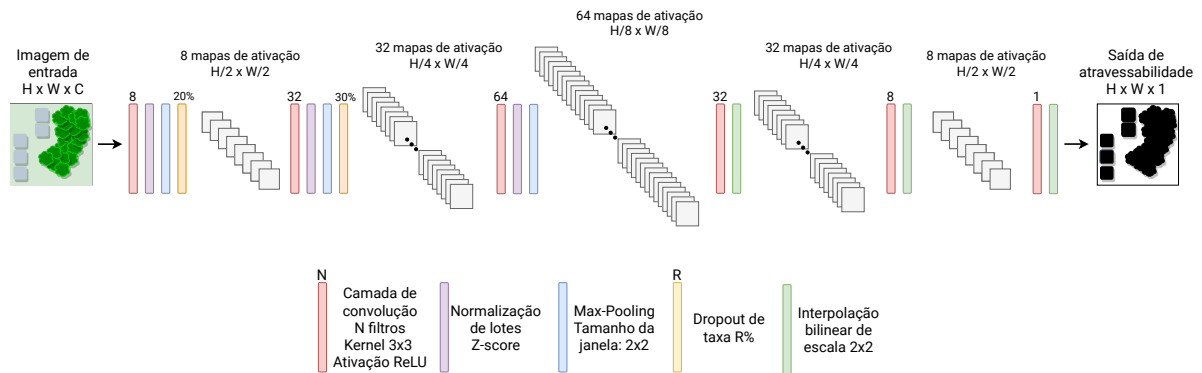 64 mapas de ativação
H/8 x W/8
Imagem de
entrada
H x W x C
8 mapas de ativação
H/2 x W/2
32 mapas de ativação
H/4 x W/4
32 mapas de ativação
H/4 x W/4
8 mapas de ativação
H/2 x W/2
Saída de
atravessabilidade
H x W x 1
8
20%
32
30%
64
32
8
1
N
Camada de
convolução
N filtros
Kernel 3x3
Ativação ReLU
Normalização
de lotes
Z-score
Max-Pooling
Tamanho da
janela: 2x2
R
Dropout de
taxa R%
Interpolação
bilinear de
escala 2x2